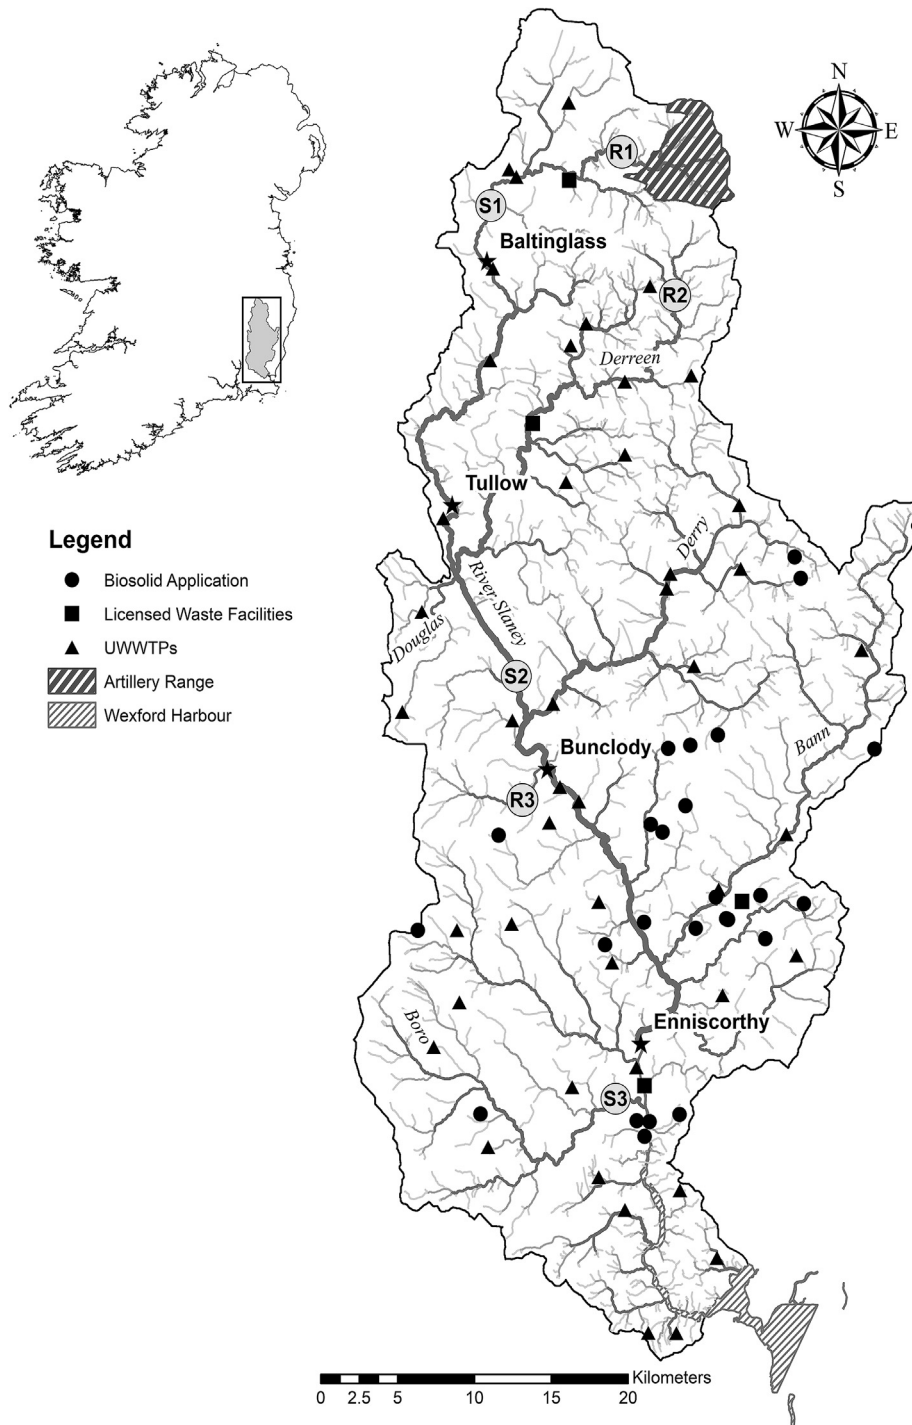 N
W E
S
R1
S1
Baltinglass
R2
Derreen
Tullow
Derry
River Slaney
Douglas
S2
Bann
Bunclody
R3
Enniscorthy
Boro
S3
Legend
Biosolid Application
Licensed Waste Facilities
UWWTPs
Artillery Range
Wexford Harbour
Kilometers
0 2.5 5 10 15 20